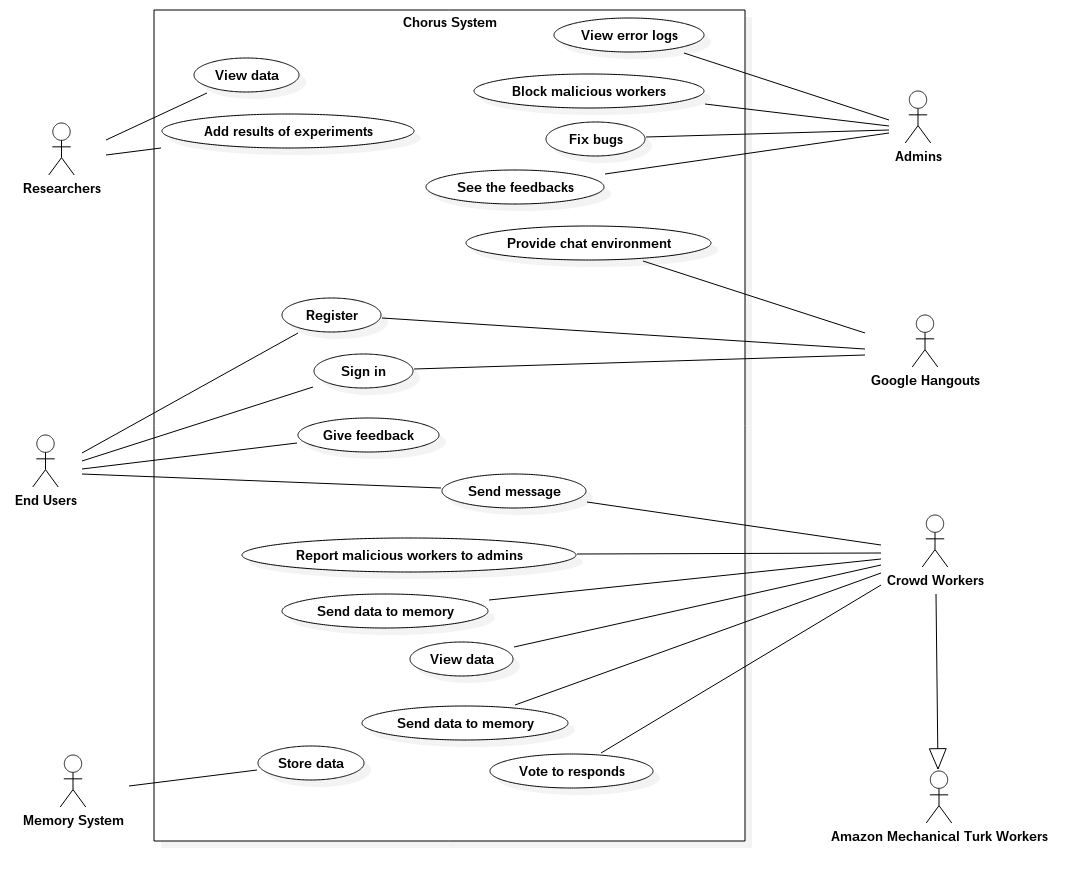 Chorus System
View error logs
View data
Block malicious workers
Add results of experiments
Fix bugs
Admins
Researchers
See the feedbacks
Provide chat environment
Register
Sign in
Google Hangouts
Give feedback
Send message
End Users
Report malicious workers to admins
Crowd Workers
Send data to memory
View data
Send data to memory
Store data
Vote to responds
Memory System
Amazon Mechanical Turk Workers